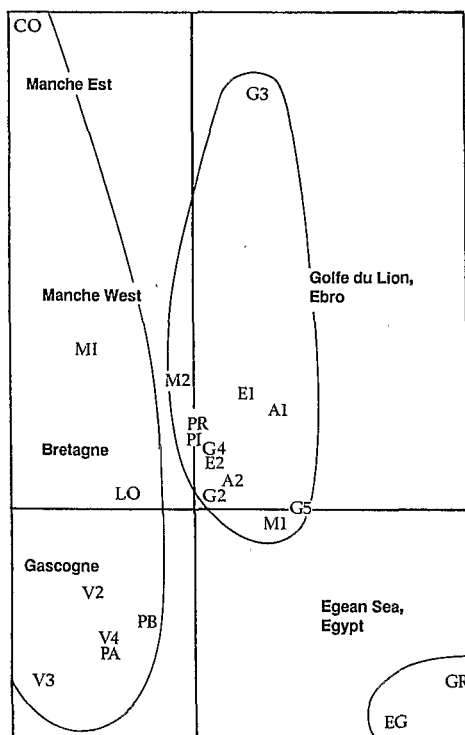 CO
Manche Est
G3
Golfe du Lion,
Ebro
Manche West
MI
M2
E1
A1
PR
PI
G4
E2
Bretagne
A2
LO
G2
G5
M1
Gascogne
V2
Egean Sea,
Egypt
PB
V4
PA
V3
GR
EG